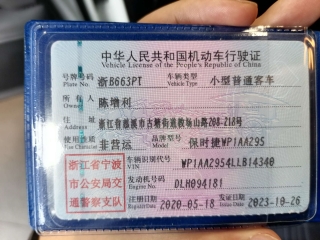 中华人民共和国机动车行驶证
Vehicle License of the People's Republic of China
号牌号码 浙B663PT 车辆类型 小型普通客车
Plate No. Vehicle Type
所有人 陈增利
Owner
住址 浙江省慈溪市古塘街道教场山路208-218号
Address
使用性质 非营运 品牌型号 保时捷WP1AA295
Use Character Model
浙江省宁波市公安局交通警察支队
车辆识别代号 WP1AA2954LLB14340
VIN
发动机号码 DLH094181
Engine No.
注册日期 2020-05-18 发证日期 2023-10-26
Register Date Issue Date